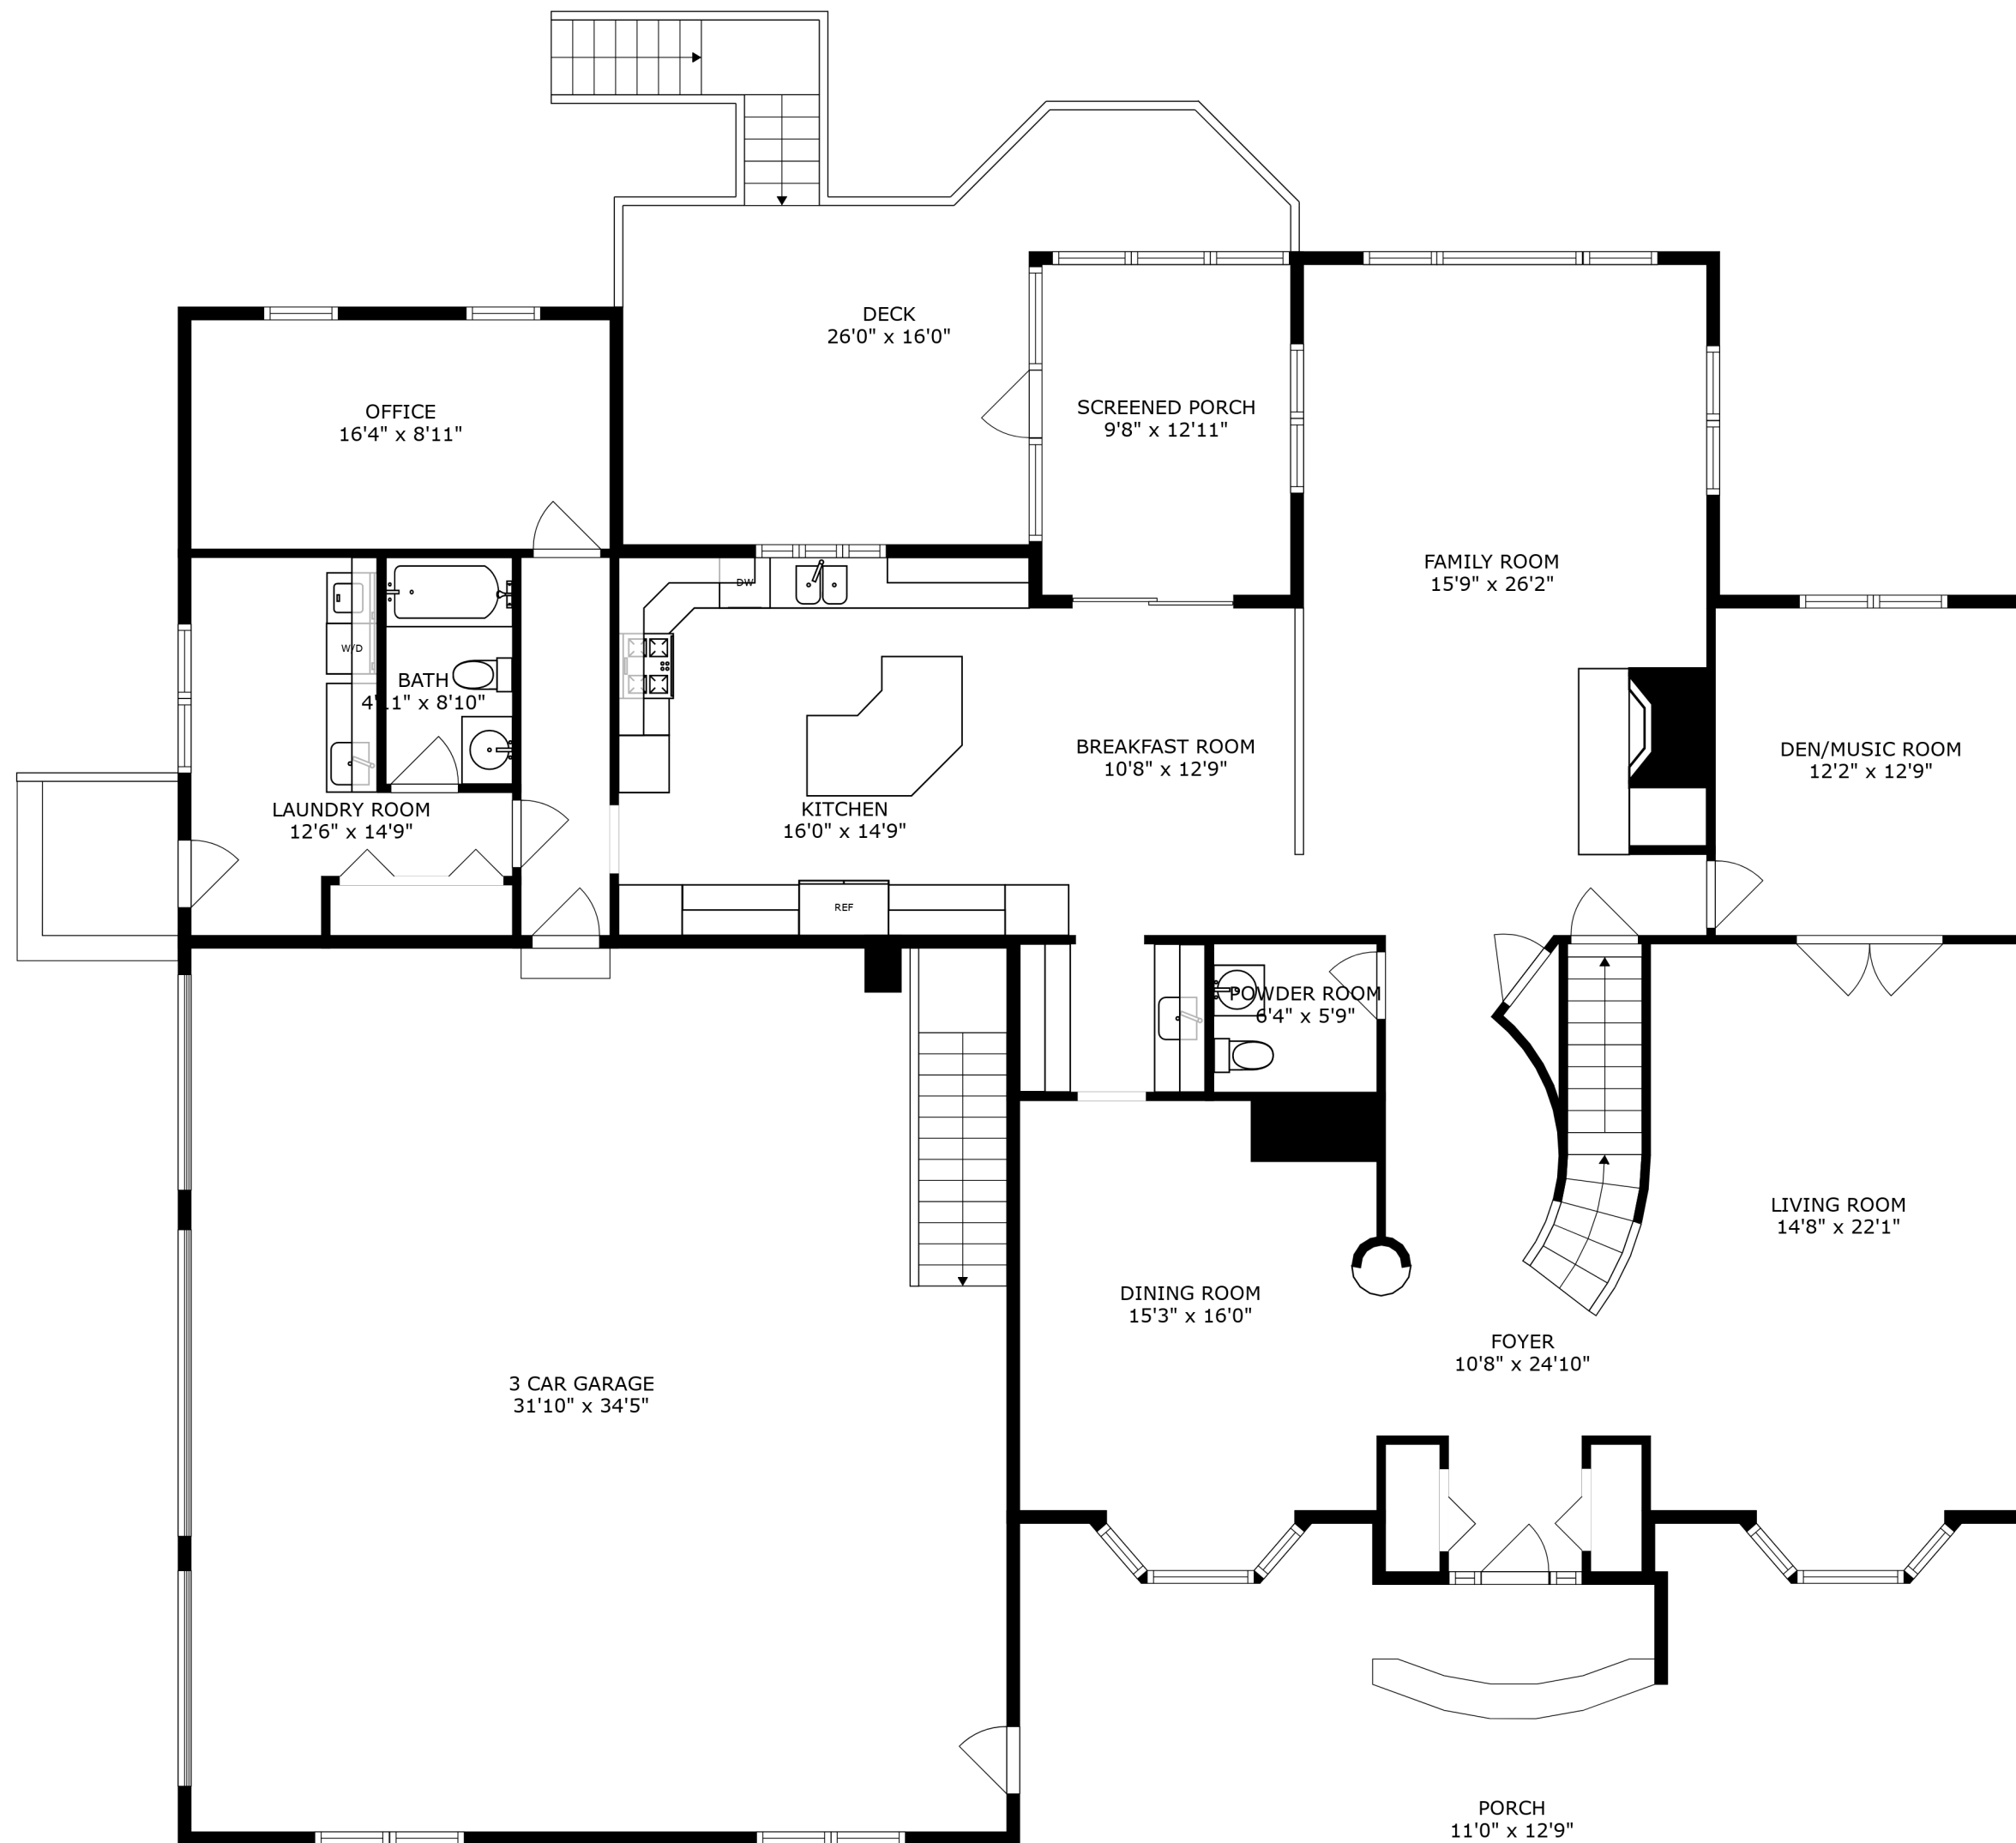 DECK
26'0" x 16'0"
OFFICE
16'4" x 8'11"
SCREENED PORCH
9'8" x 12'11"
FAMILY ROOM
15'9" x 26'2"
DW
W/D
BATH
4'11" x 8'10"
BREAKFAST ROOM
10'8" x 12'9"
DEN/MUSIC ROOM
12'2" x 12'9"
LAUNDRY ROOM
12'6" x 14'9"
KITCHEN
16'0" x 14'9"
REF
POWDER ROOM
6'4" x 5'9"
LIVING ROOM
14'8" x 22'1"
DINING ROOM
15'3" x 16'0"
FOYER
10'8" x 24'10"
3 CAR GARAGE
31'10" x 34'5"
PORCH
11'0" x 12'9"